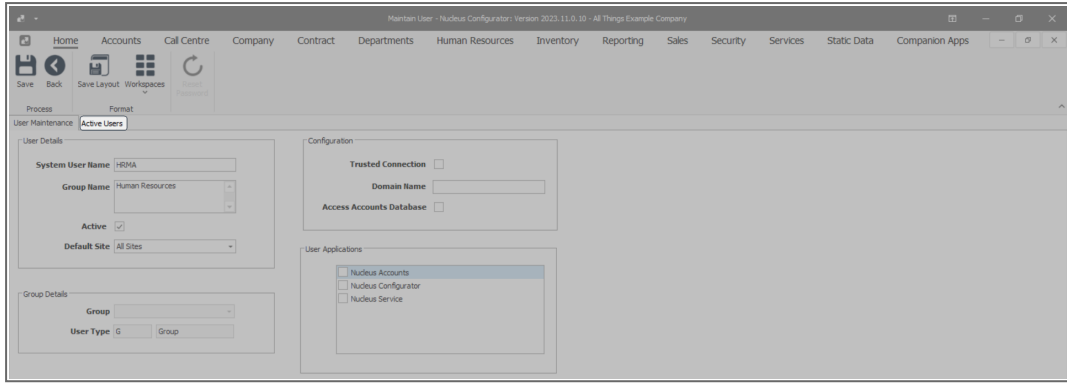 Maintain User - Nucleus Configurator: Version 2023.11.0.10 - All Things Example Company
Home Accounts Call Centre Company Contract Departments Human Resources Inventory Reporting Sales Security Services Static Data Companion Apps
Save Back Save Layout Workspaces Reset Password
Process Format
User Maintenance Active Users
User Details
System User Name HRMA
Group Name Human Resources
Active
Default Site All Sites
Group Details
Group
User Type G Group
Configuration
Trusted Connection
Domain Name
Access Accounts Database
User Applications
Nucleus Accounts
Nucleus Configurator
Nucleus Service